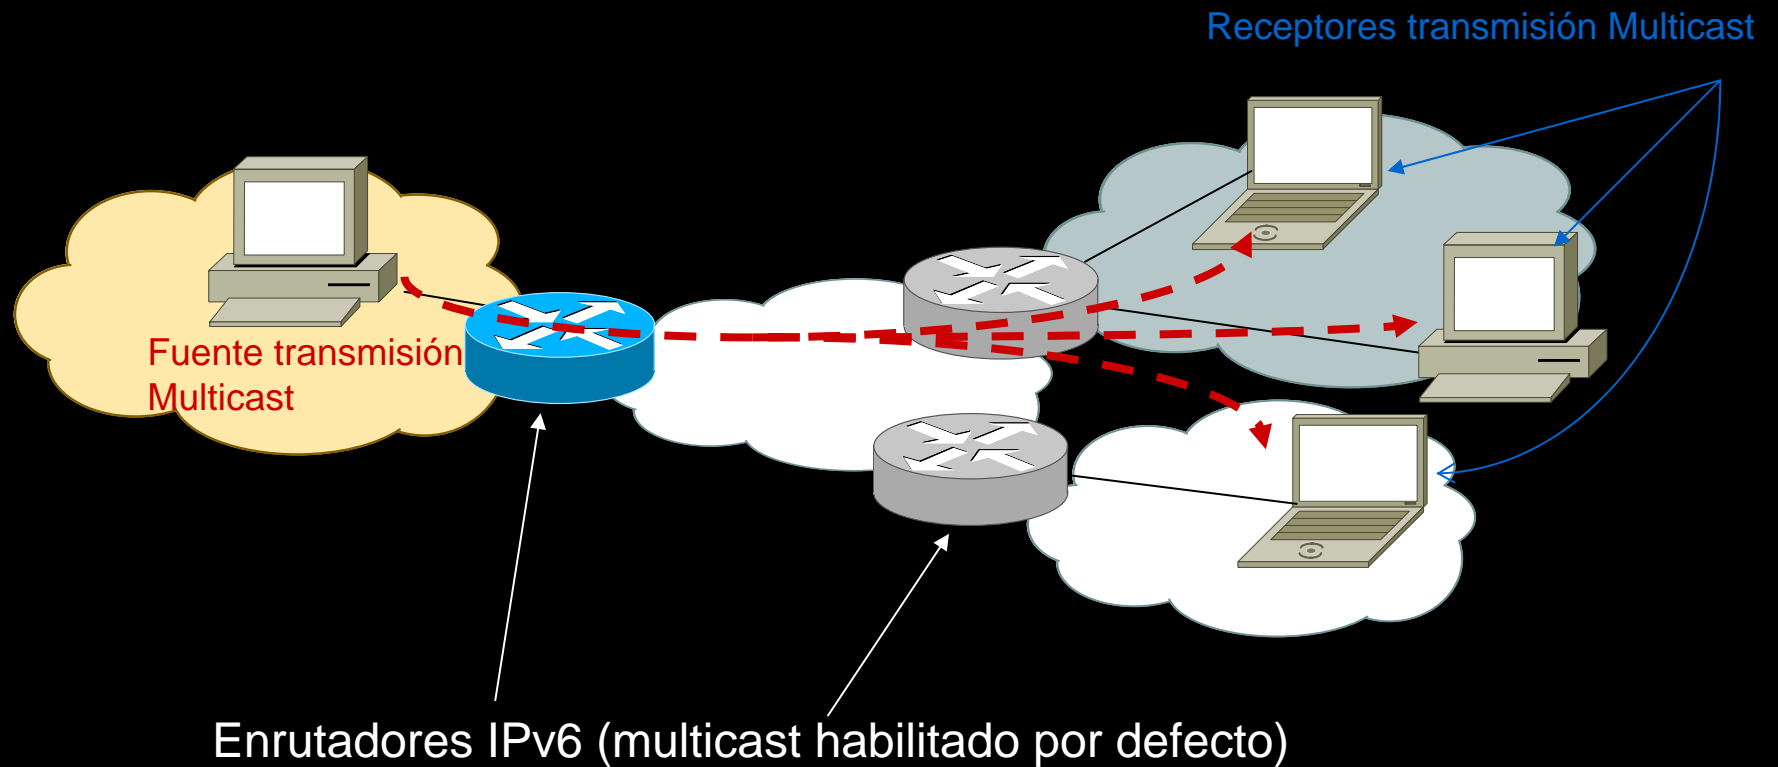 Receptores transmisión Multicast
Fuente transmisión
Multicast
Enrutadores IPv6 (multicast habilitado por defecto)